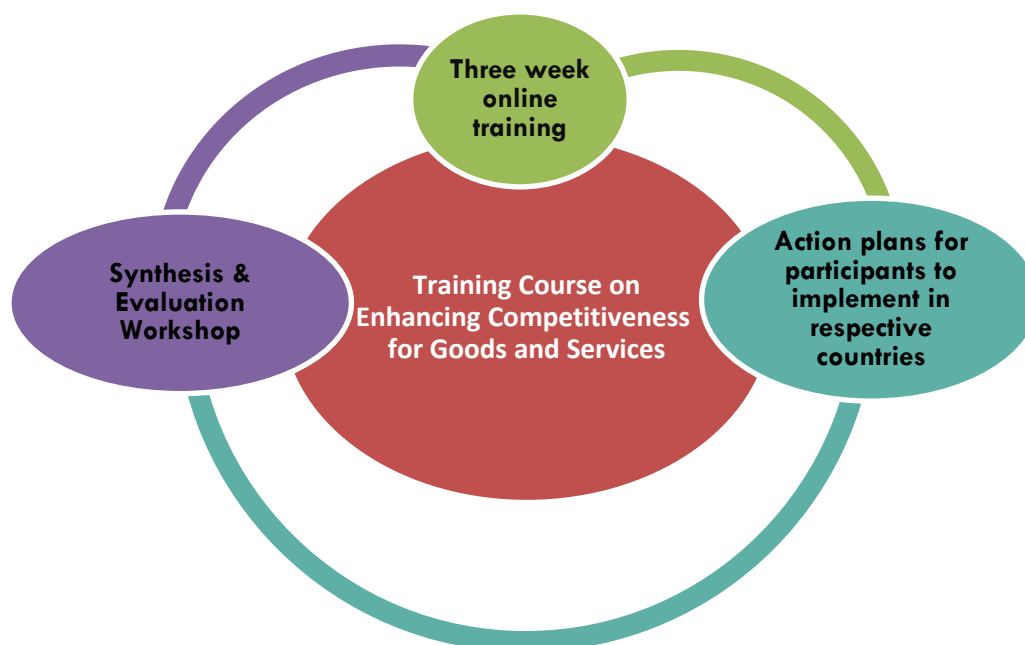 Three week
online
training
Synthesis &
Evaluation
Workshop
Training Course on
Enhancing Competitiveness
for Goods and Services
Action plans for
participants to
implement in
respective
countries